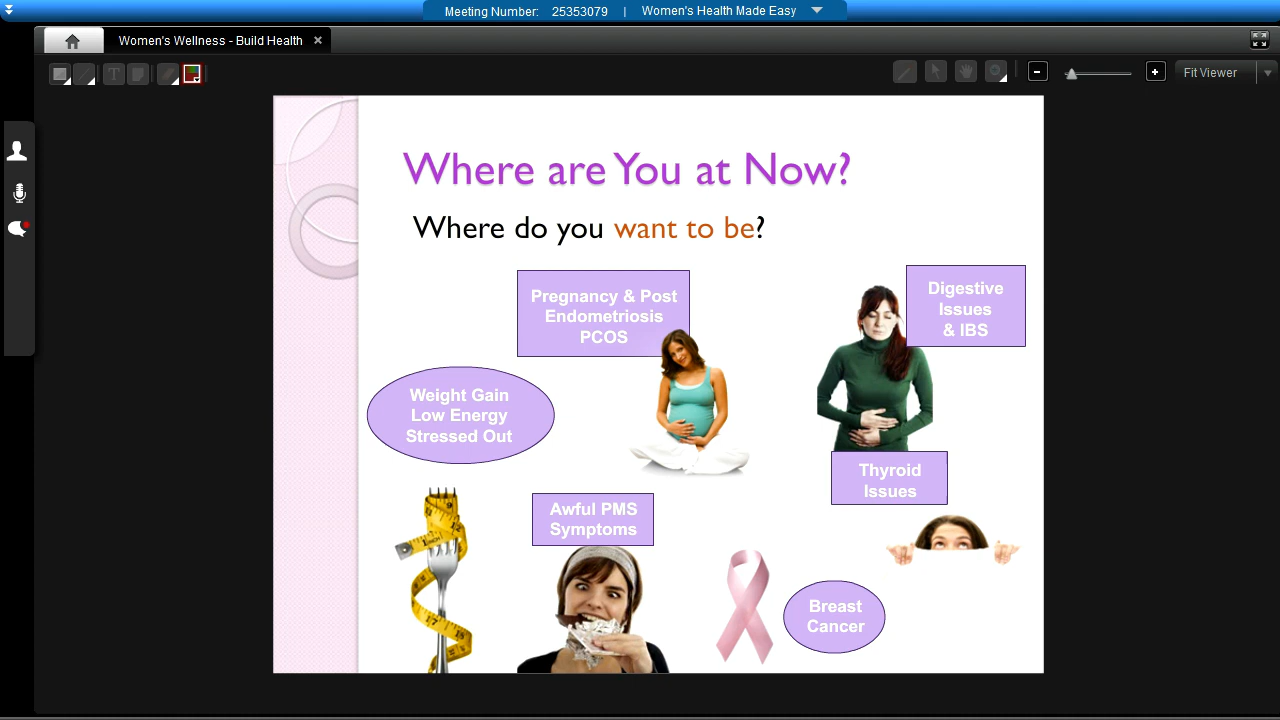 Meeting Number: 25353079 | Women's Health Made Easy
Women's Wellness - Build Health
Fit Viewer
Where are You at Now?
Where do you want to be?
Pregnancy & Post
Endometriosis
PCOS
Digestive
Issues
& IBS
Weight Gain
Low Energy
Stressed Out
Thyroid
Issues
Awful PMS
Symptoms
Breast
Cancer